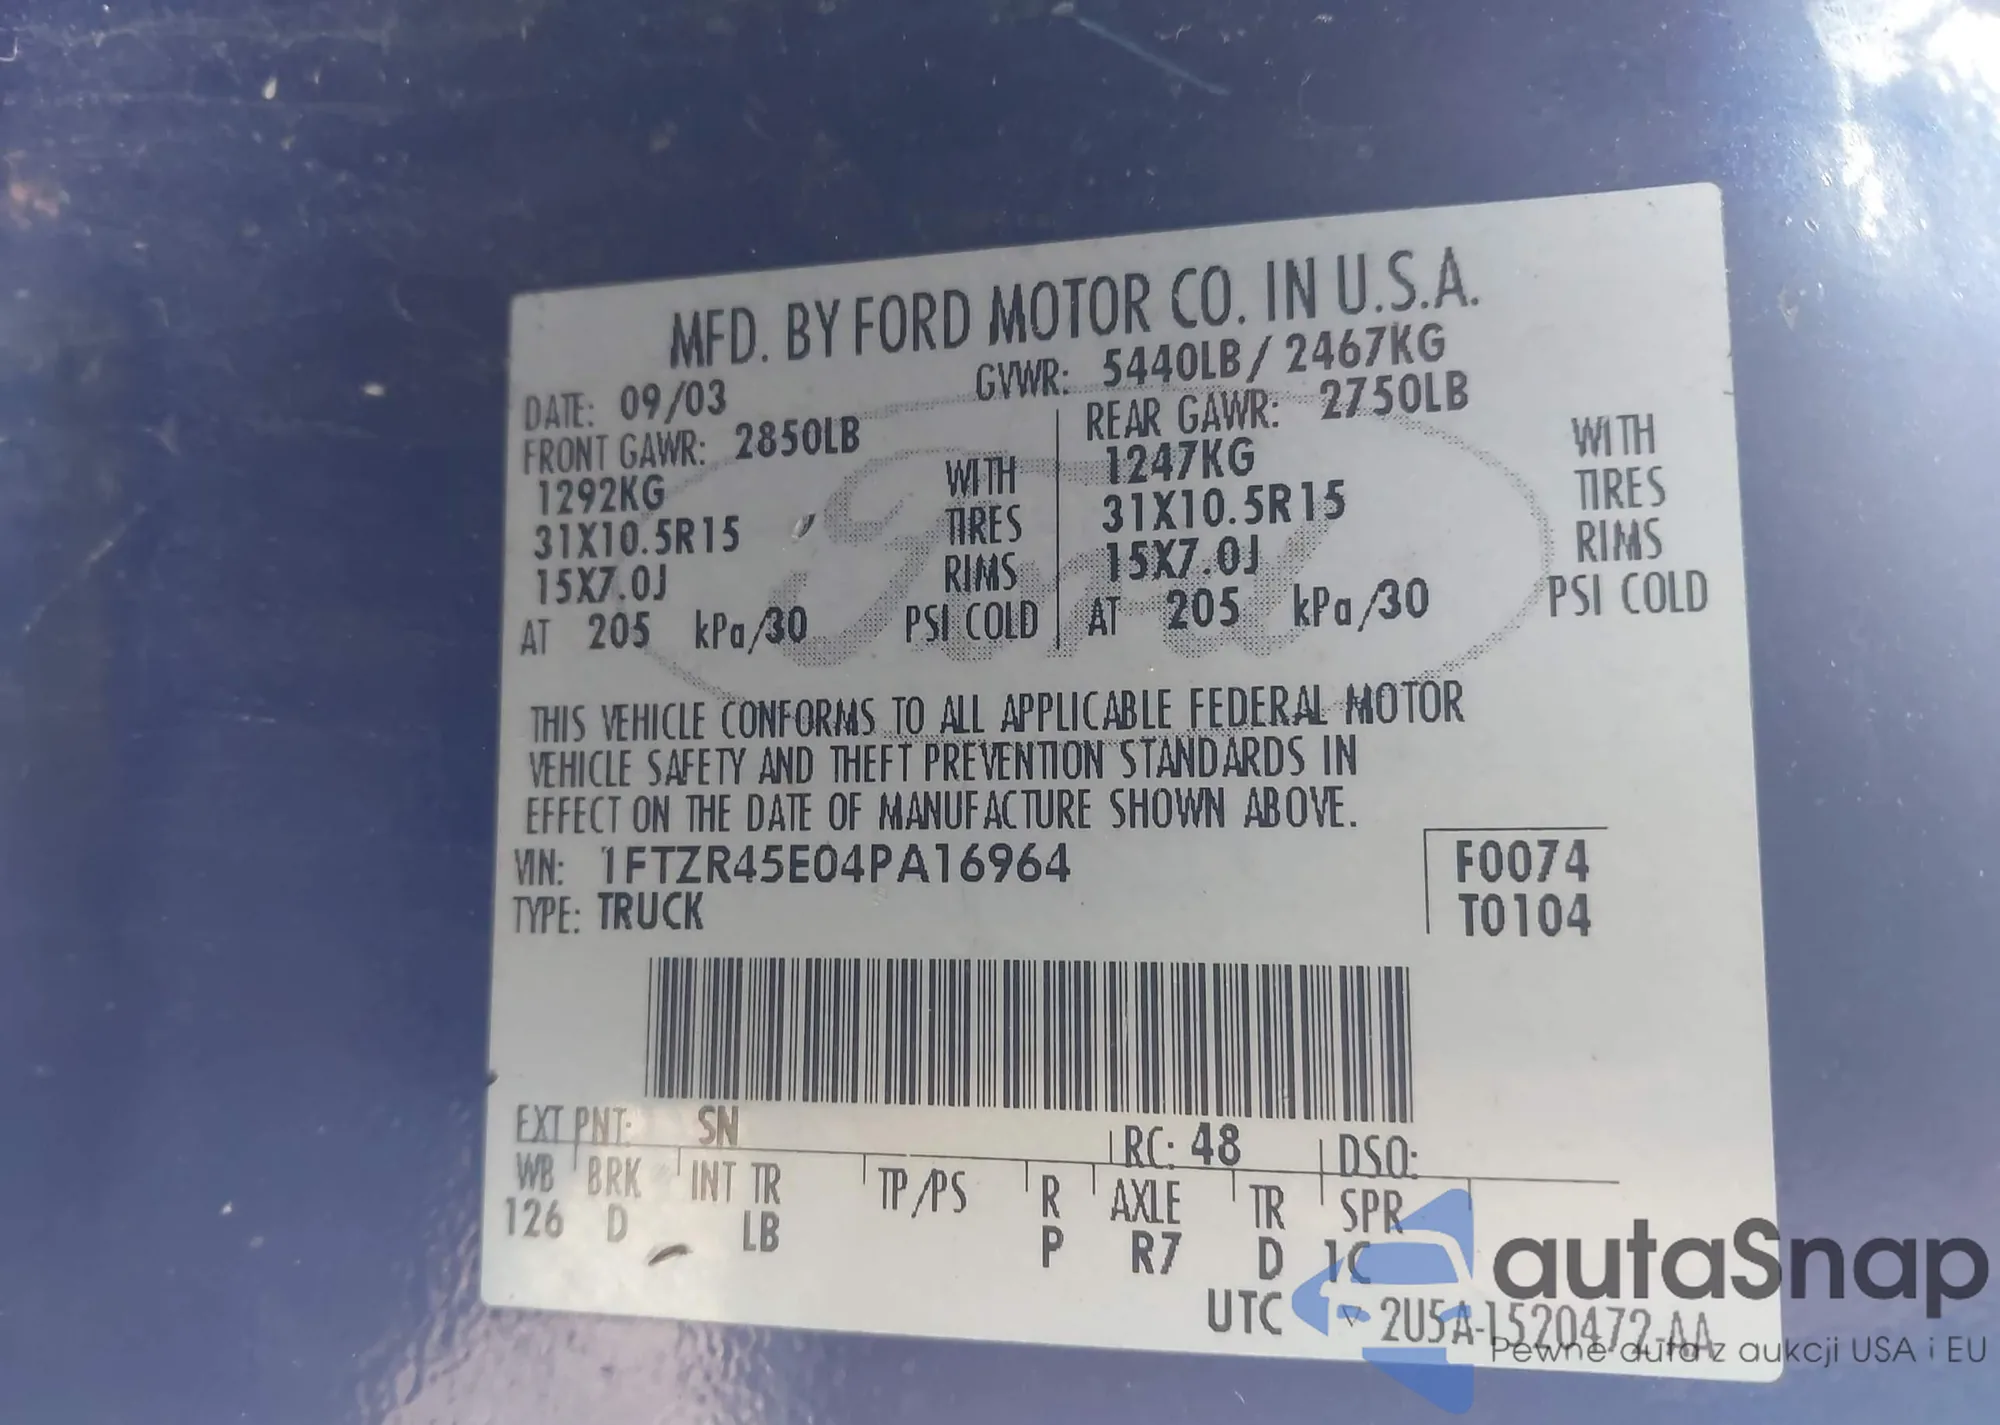 MFD. BY FORD MOTOR CO. IN U.S.A.
DATE: 09/03 GVWR: 5440LB / 2467KG
FRONT GAWR: 2850LB REAR GAWR: 2750LB
1292KG WITH 1247KG WITH
31X10.5R15 TIRES 31X10.5R15 TIRES
15X7.0J RIMS 15X7.0J RIMS
AT 205 kPa/30 PSI COLD AT 205 kPa/30 PSI COLD
Ford
THIS VEHICLE CONFORMS TO ALL APPLICABLE FEDERAL MOTOR
VEHICLE SAFETY AND THEFT PREVENTION STANDARDS IN
EFFECT ON THE DATE OF MANUFACTURE SHOWN ABOVE.
VIN: 1FTZR45E04PA16964 F0074
TYPE: TRUCK T0104
EXT PNT: SN RC: 48 DSO:
WB BRK INT TR TP/PS R AXLE TR SPR
126 D LB P R7 D 1C
UTC 2U5A-1520472-AA
autaSnap
Pewne auta z aukcji USA i EU